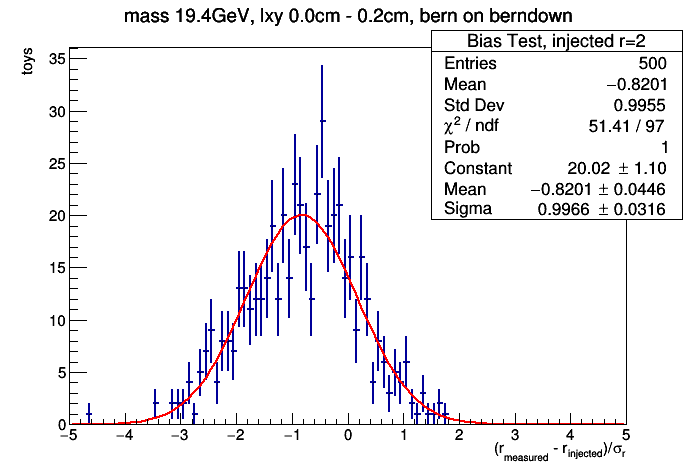 mass 19.4GeV, lxy 0.0cm - 0.2cm, bern on berndown
Bias Test, injected r=2
Entries 500
Mean −0.8201
Std Dev 0.9955
χ² / ndf 51.41 / 97
Prob 1
Constant 20.02 ± 1.10
Mean −0.8201 ± 0.0446
Sigma 0.9966 ± 0.0316
toys
35
30
25
20
15
10
5
0
−5 −4 −3 −2 −1 0 1 2 3 4 5
(r_measured - r_injected)/σ_r